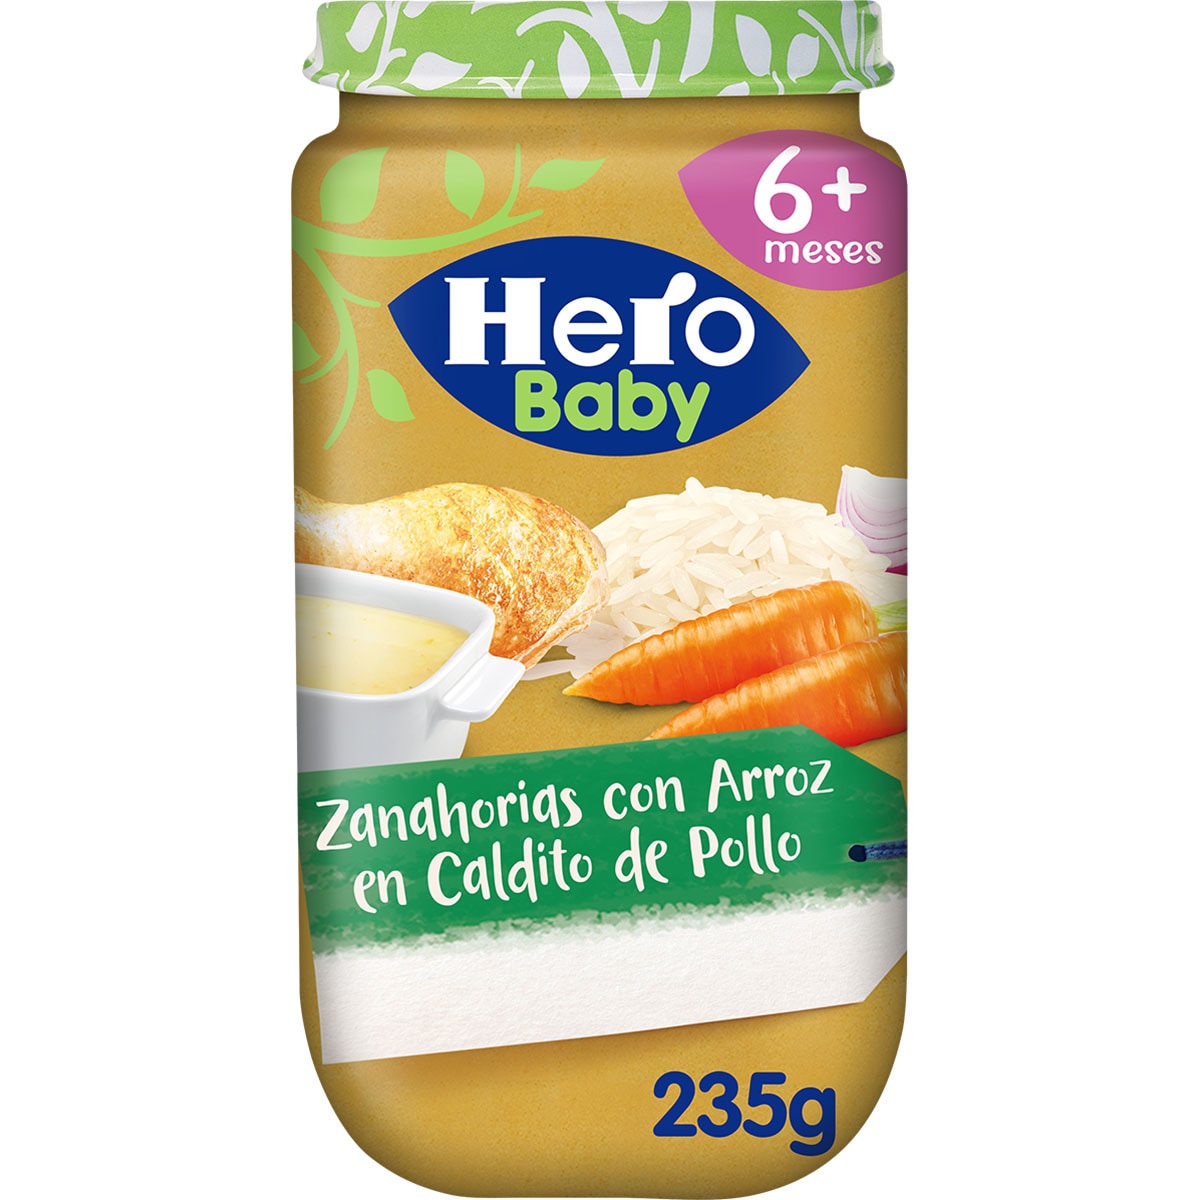 6+
meses
Hero
Baby
Zanahorias con Arroz
en Caldito de Pollo
235g